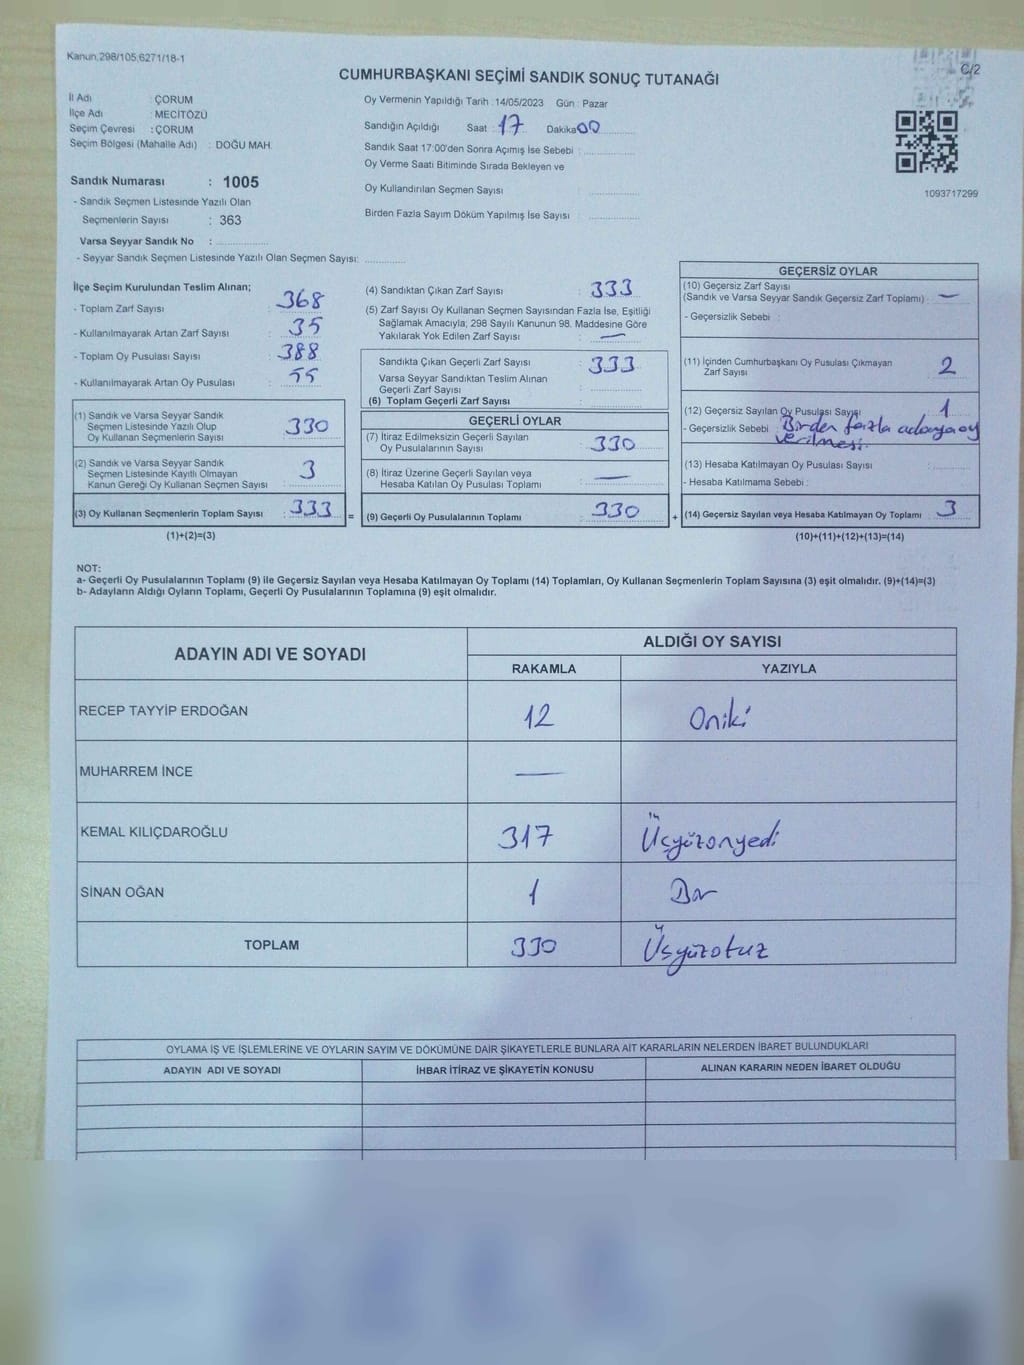 Kanun.298/105,6271/18-1
C/2
CUMHURBAŞKANI SEÇİMİ SANDIK SONUÇ TUTANAĞI
İl Adı : ÇORUM
İlçe Adı : MECİTÖZÜ
Seçim Çevresi : ÇORUM
Seçim Bölgesi (Mahalle Adı) : DOĞU MAH.
Sandık Numarası : 1005
- Sandık Seçmen Listesinde Yazılı Olan
Seçmenlerin Sayısı : 363
Varsa Seyyar Sandık No :
- Seyyar Sandık Seçmen Listesinde Yazılı Olan Seçmen Sayısı:
Oy Vermenin Yapıldığı Tarih : 14/05/2023 Gün : Pazar
Sandığın Açıldığı Saat : 17 Dakika 00
Sandık Saat 17:00'den Sonra Açımış İse Sebebi :
Oy Verme Saati Bitiminde Sırada Bekleyen ve
Oy Kullandırılan Seçmen Sayısı :
Birden Fazla Sayım Döküm Yapılmış İse Sayısı :
1093717299
İlçe Seçim Kurulundan Teslim Alınan;
- Toplam Zarf Sayısı : 368
- Kullanılmayarak Artan Zarf Sayısı : 35
- Toplam Oy Pusulası Sayısı : 388
- Kullanılmayarak Artan Oy Pusulası : 55
(1) Sandık ve Varsa Seyyar Sandık
Seçmen Listesinde Yazılı Olup
Oy Kullanan Seçmenlerin Sayısı : 330
(2) Sandık ve Varsa Seyyar Sandık
Seçmen Listesinde Kayıtlı Olmayan
Kanun Gereği Oy Kullanan Seçmen Sayısı : 3
(3) Oy Kullanan Seçmenlerin Toplam Sayısı : 333 =
(1)+(2)=(3)
(4) Sandıktan Çıkan Zarf Sayısı : 333
(5) Zarf Sayısı Oy Kullanan Seçmen Sayısından Fazla İse, Eşitliği
Sağlamak Amacıyla; 298 Sayılı Kanunun 98. Maddesine Göre
Yakılarak Yok Edilen Zarf Sayısı : —
Sandıkta Çıkan Geçerli Zarf Sayısı : 333
Varsa Seyyar Sandıktan Teslim Alınan
Geçerli Zarf Sayısı :
(6) Toplam Geçerli Zarf Sayısı :
GEÇERLİ OYLAR
(7) İtiraz Edilmeksizin Geçerli Sayılan
Oy Pusulasının Sayısı : 330
(8) İtiraz Üzerine Geçerli Sayılan veya
Hesaba Katılan Oy Pusulası Toplamı : —
(9) Geçerli Oy Pusulalarının Toplamı : 330 +
GEÇERSİZ OYLAR
(10) Geçersiz Zarf Sayısı
(Sandık ve Varsa Seyyar Sandık Geçersiz Zarf Toplamı) : —
- Geçersizlik Sebebi :
(11) İçinden Cumhurbaşkanı Oy Pusulası Çıkmayan
Zarf Sayısı : 2
(12) Geçersiz Sayılan Oy Pusulası Sayısı : 1
- Geçersizlik Sebebi : Birden fazla adaya oy
verilmesi.
(13) Hesaba Katılmayan Oy Pusulası Sayısı :
- Hesaba Katılmama Sebebi :
(14) Geçersiz Sayılan veya Hesaba Katılmayan Oy Toplamı : 3
(10)+(11)+(12)+(13)=(14)
NOT:
a- Geçerli Oy Pusulalarının Toplamı (9) ile Geçersiz Sayılan veya Hesaba Katılmayan Oy Toplamı (14) Toplamları, Oy Kullanan Seçmenlerin Toplam Sayısına (3) eşit olmalıdır. (9)+(14)=(3)
b- Adayların Aldığı Oyların Toplamı, Geçerli Oy Pusulalarının Toplamına (9) eşit olmalıdır.
ADAYIN ADI VE SOYADI ALDIĞI OY SAYISI
RAKAMLA YAZIYLA
RECEP TAYYİP ERDOĞAN 12 Oniki
MUHARREM İNCE —
KEMAL KILIÇDAROĞLU 317 Üçyüzonyedi
SİNAN OĞAN 1 Bir
TOPLAM 330 Üçyüzotuz
OYLAMA İŞ VE İŞLEMLERİNE VE OYLARIN SAYIM VE DÖKÜMÜNE DAİR ŞİKAYETLERLE BUNLARA AİT KARARLARIN NELERDEN İBARET BULUNDUKLARI
ADAYIN ADI VE SOYADI İHBAR İTİRAZ VE ŞİKAYETİN KONUSU ALINAN KARARIN NEDEN İBARET OLDUĞU